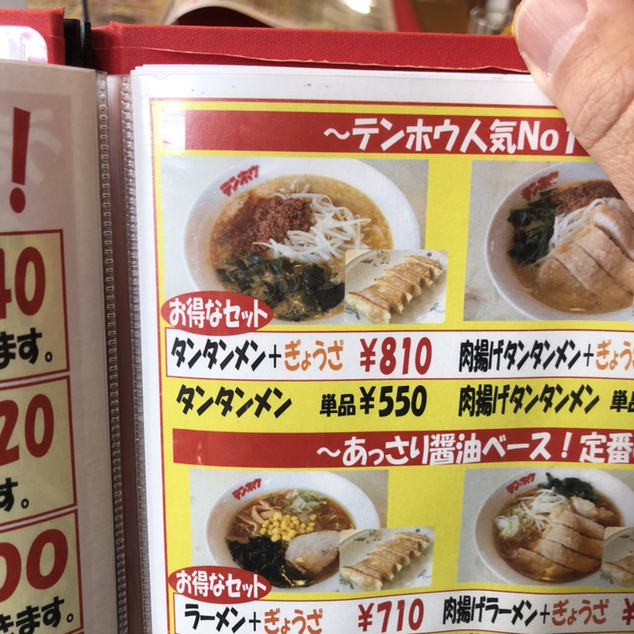 !
40
ます。
20
す。
00
きます。
〜テンホウ人気No1
テンホウ
テンホウ
お得なセット
タンタンメン+ぎょうざ ¥810
肉揚げタンタンメン+ぎょう
タンタンメン 単品¥550
肉揚げタンタンメン 単
〜あっさり醤油ベース!定番
テンホウ
テンホウ
お得なセット
ラーメン+ぎょうざ ¥710
肉揚げラーメン+ぎょうざ ¥